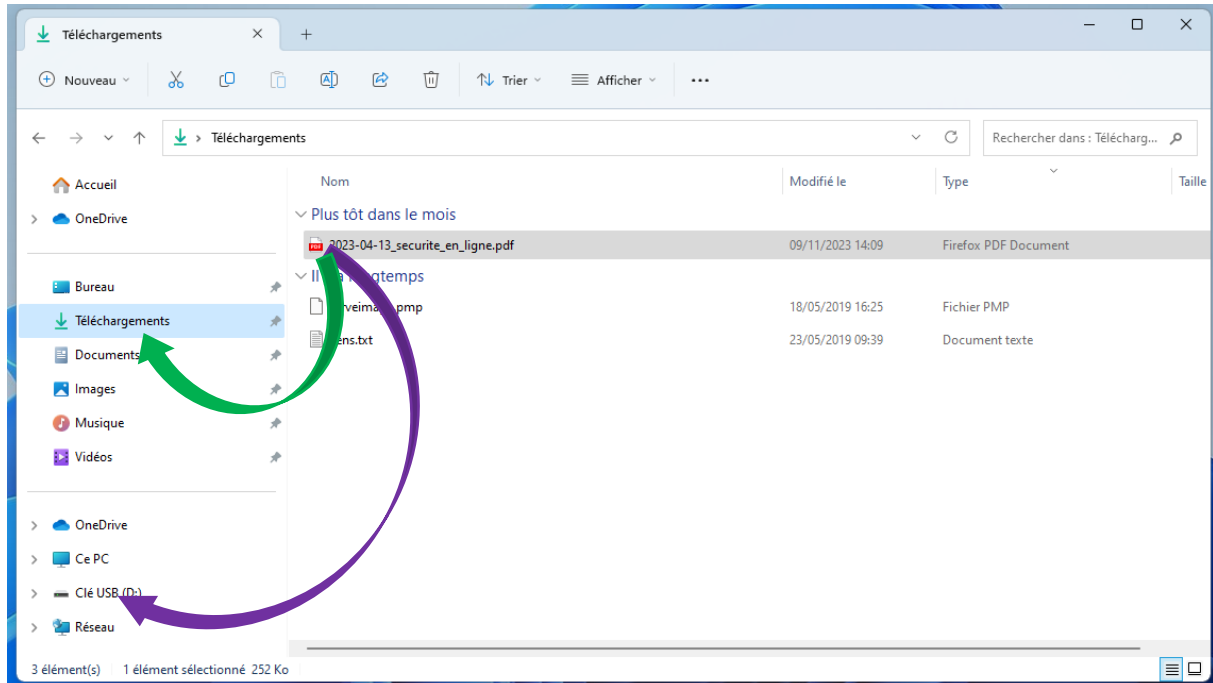 Téléchargements
Nouveau
Trier
Afficher
Téléchargements
Rechercher dans : Télécharg...
Accueil
OneDrive
Bureau
Téléchargements
Documents
Images
Musique
Vidéos
OneDrive
Ce PC
Clé USB (D:)
Réseau
Nom Modifié le Type Taille
Plus tôt dans le mois
2023-04-13_securite_en_ligne.pdf 09/11/2023 14:09 Firefox PDF Document
Il
.pmp 18/05/2019 16:25 Fichier PMP
.txt 23/05/2019 09:39 Document texte
3 élément(s) 1 élément sélectionné 252 Ko